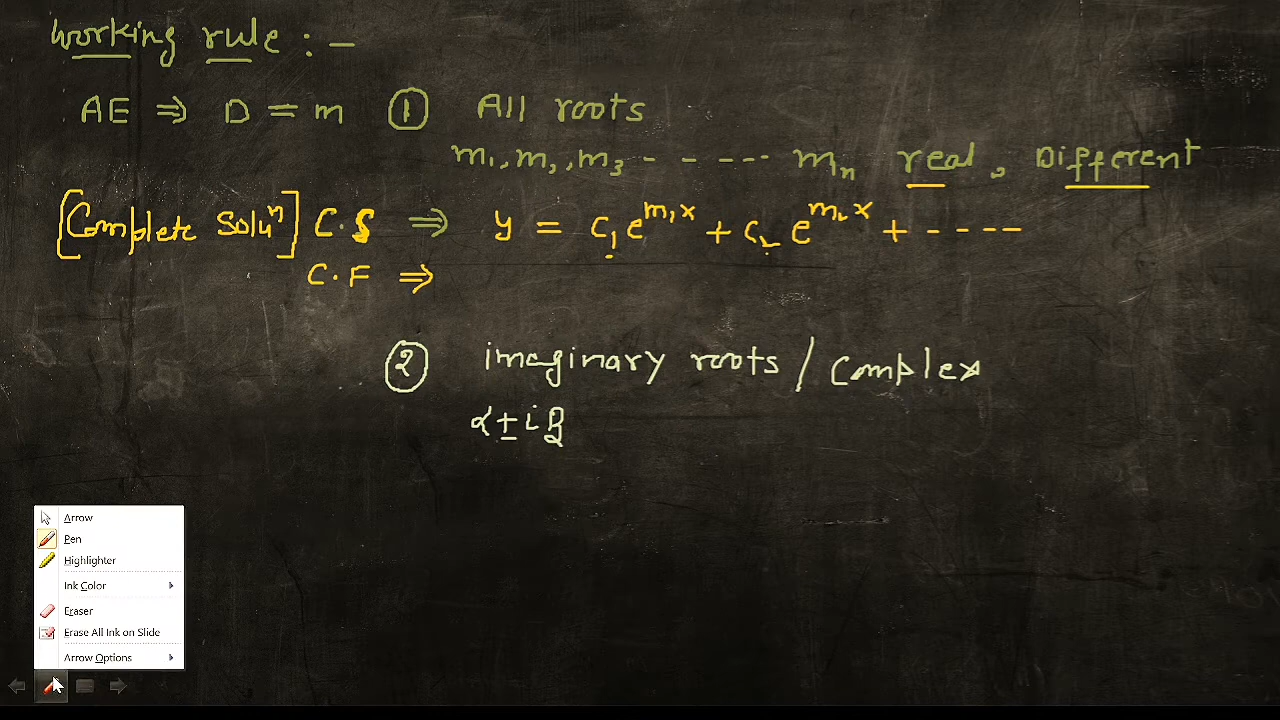 Working rule : –
AE ⇒ D = m ① All roots
m₁, m₂, m₃ - - - - - mₙ real, Different
[Complete Soluⁿ] C.S ⇒ y = c₁e^m₁x + c₂e^m₂x + - - - -
C.F ⇒
② imaginary roots / Complex
α ± iβ
Arrow
Pen
Highlighter
Ink Color
Eraser
Erase All Ink on Slide
Arrow Options